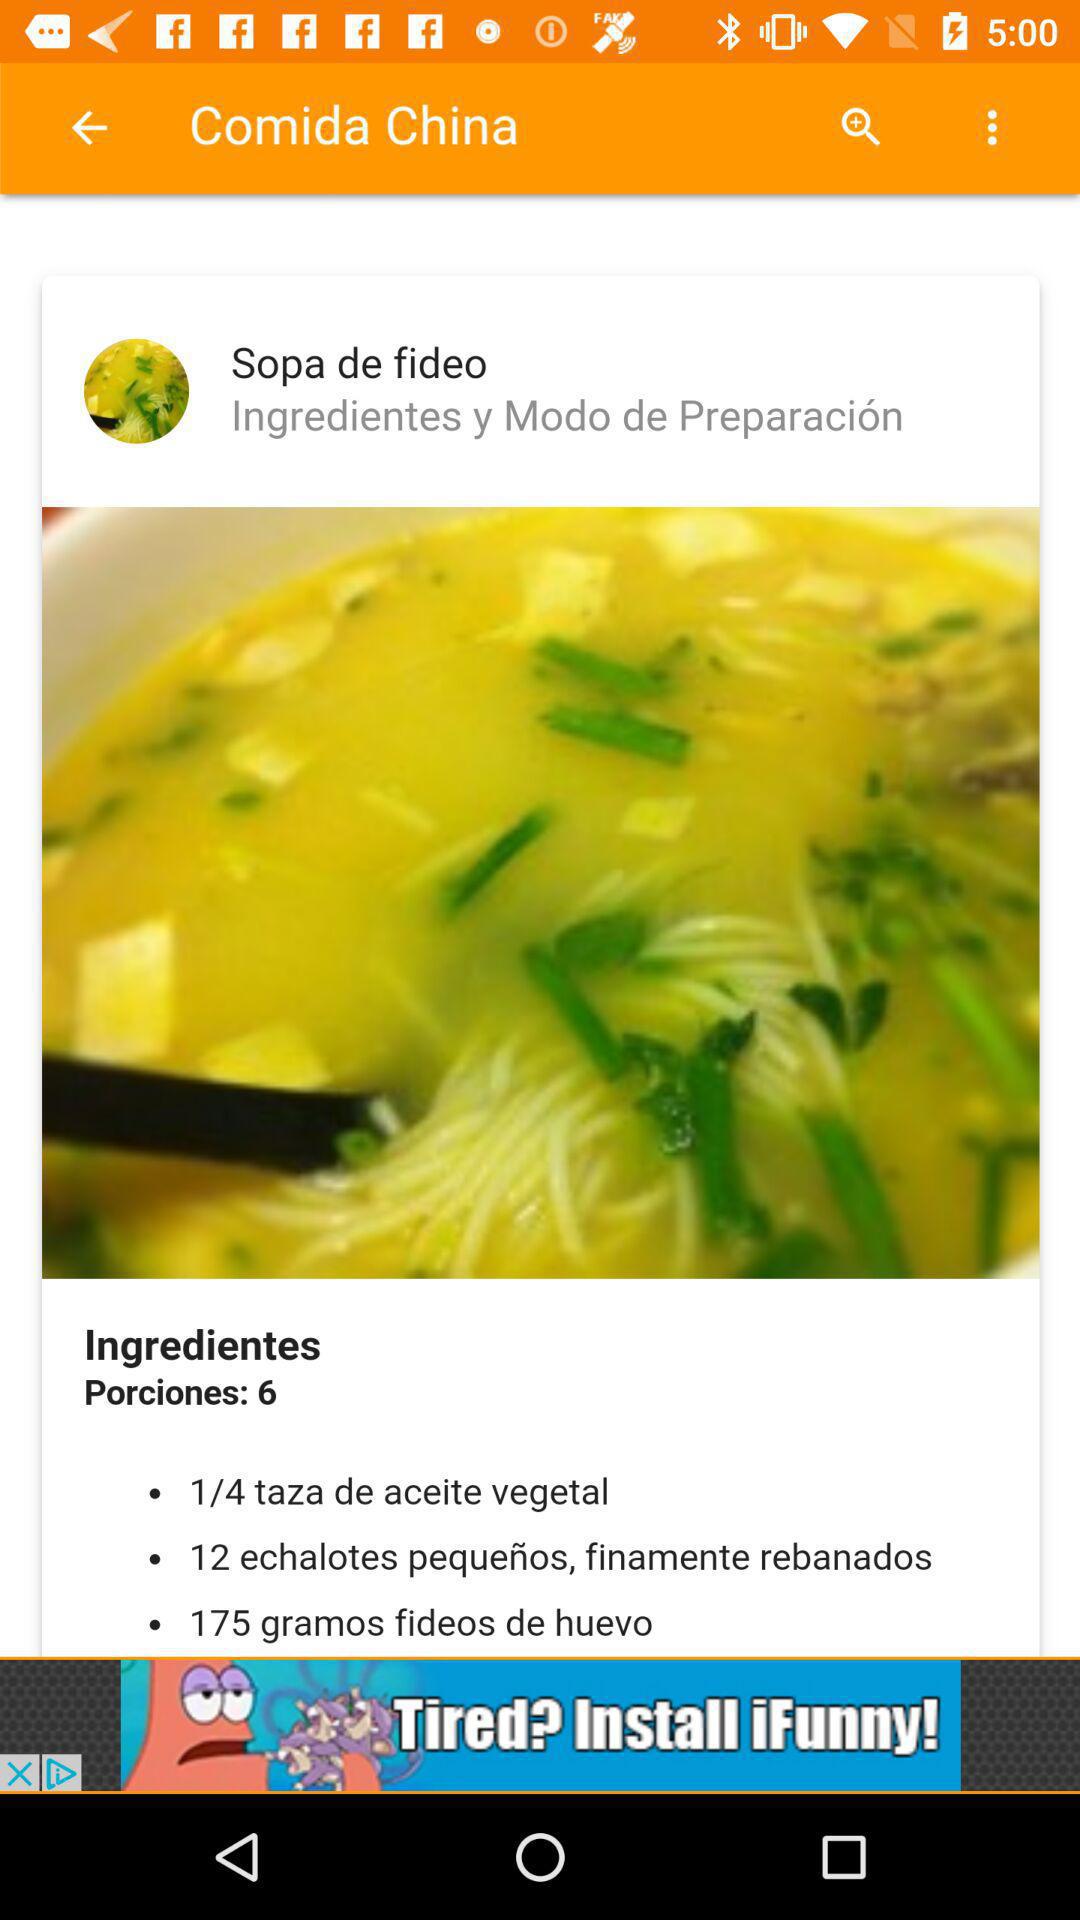 FAKE
5:00
Comida China
Sopa de fideo
Ingredientes y Modo de Preparación
Ingredientes
Porciones: 6
• 1/4 taza de aceite vegetal
• 12 echalotes pequeños, finamente rebanados
• 175 gramos fideos de huevo
Tired? Install iFunny!